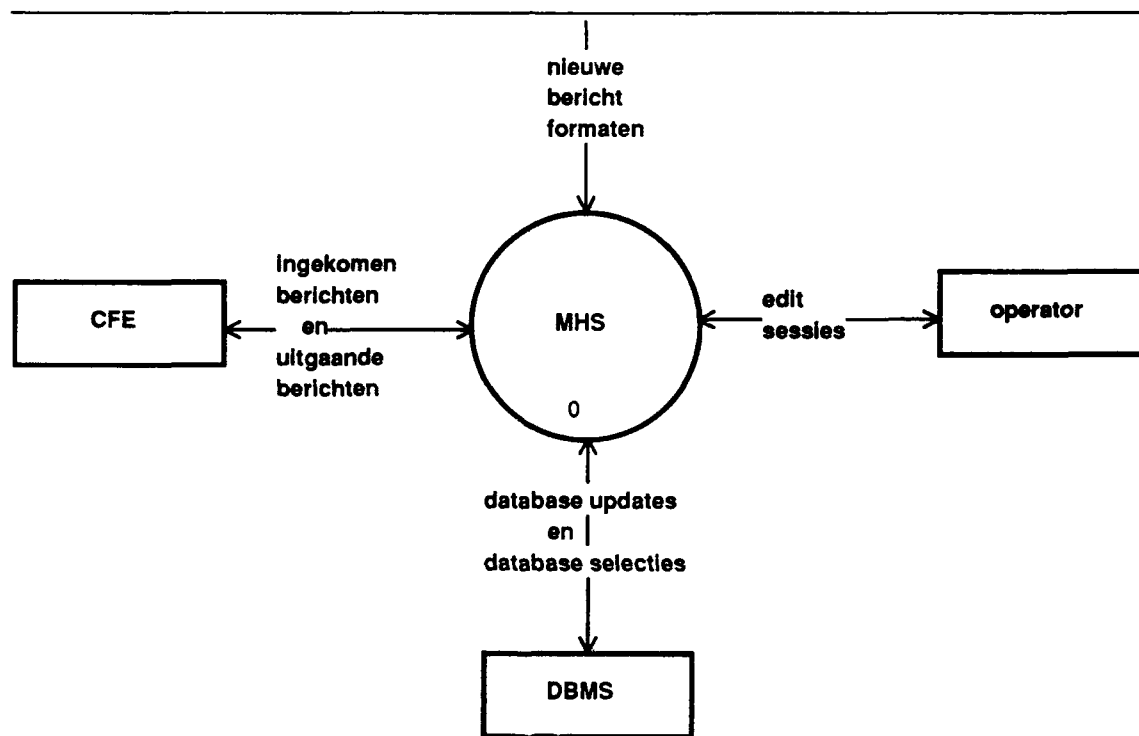 nieuwe
bericht
formaten
ingekomen
berichten
en
uitgaande
berichten
CFE
MHS
0
edit
sessies
operator
database updates
en
database selecties
DBMS